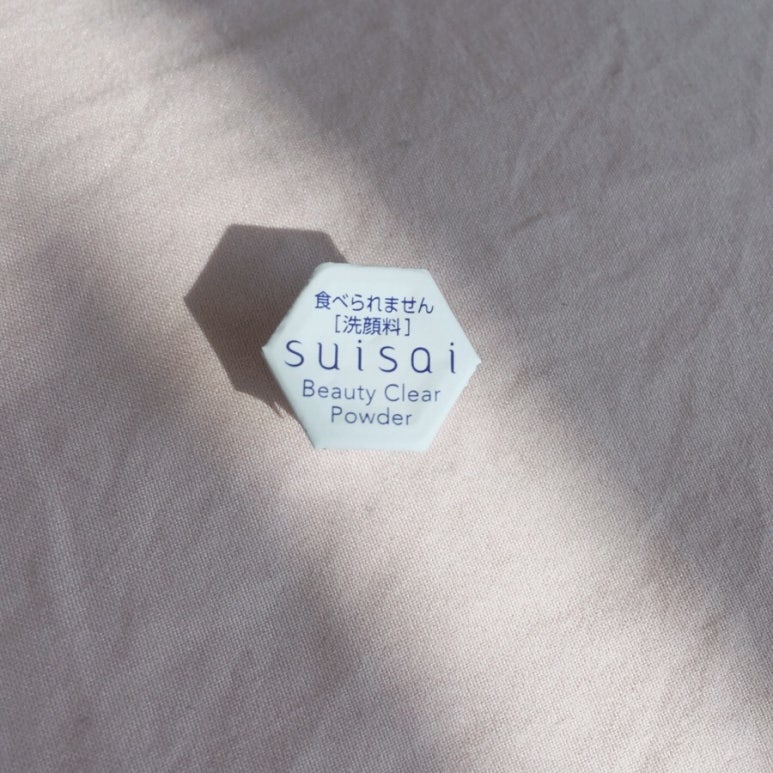 食べられません
[洗顔料]
suisai
Beauty Clear
Powder